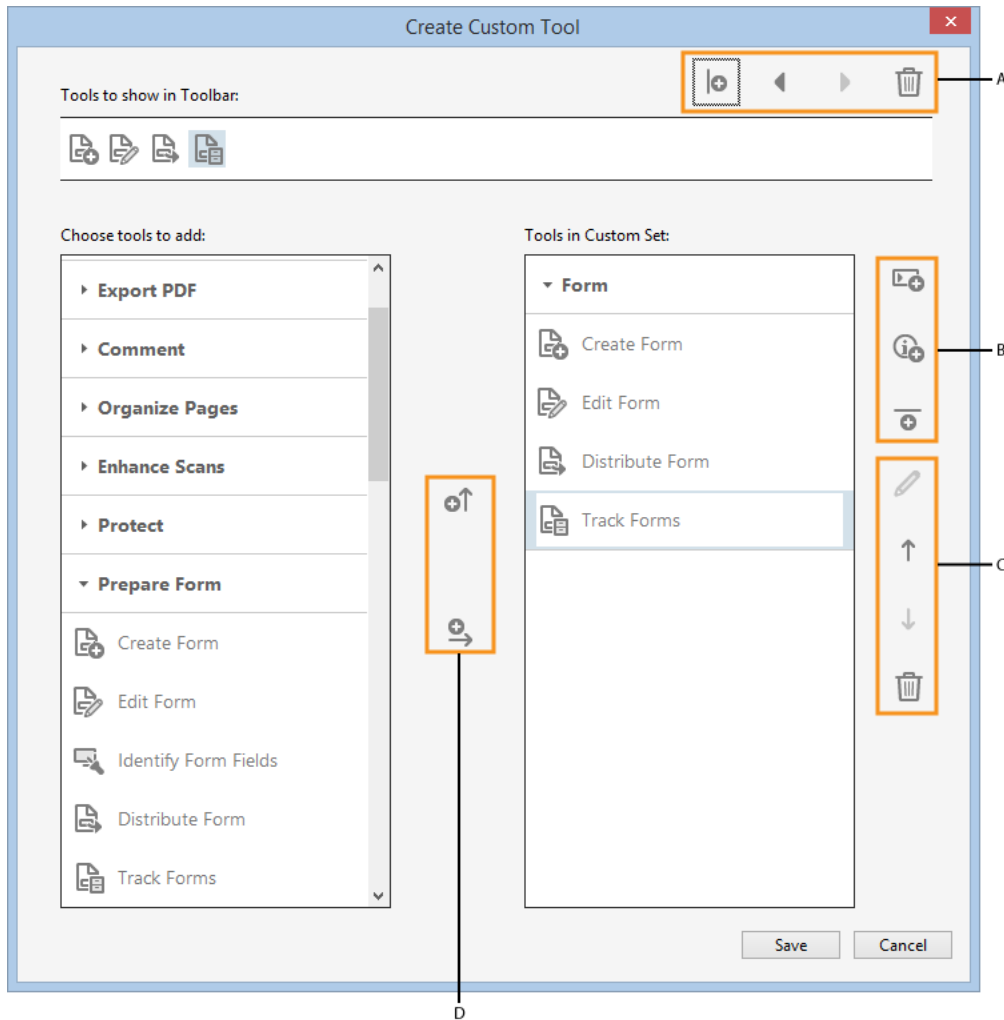 Create Custom Tool
A
Tools to show in Toolbar:
Choose tools to add:
Export PDF
Comment
Organize Pages
Enhance Scans
Protect
Prepare Form
Create Form
Edit Form
Identify Form Fields
Distribute Form
Track Forms
Tools in Custom Set:
Form
Create Form
Edit Form
Distribute Form
Track Forms
B
C
D
Save
Cancel